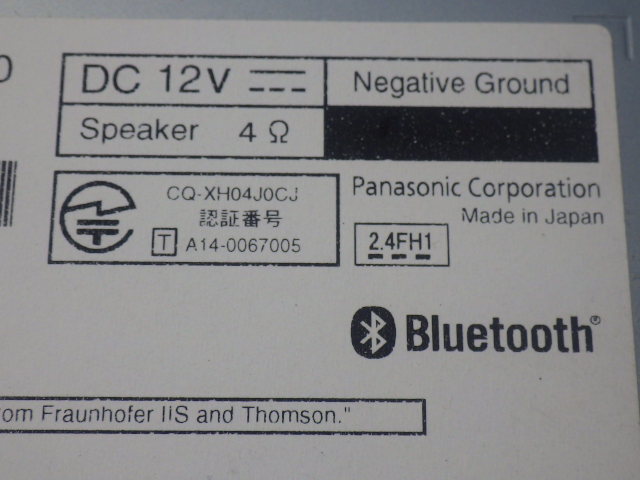 0
DC 12V
Negative Ground
Speaker 4 Ω
CQ-XH04J0CJ
認証番号
T A14-0067005
Panasonic Corporation
Made in Japan
2.4FH1
Bluetooth®
om Fraunhofer IIS and Thomson."